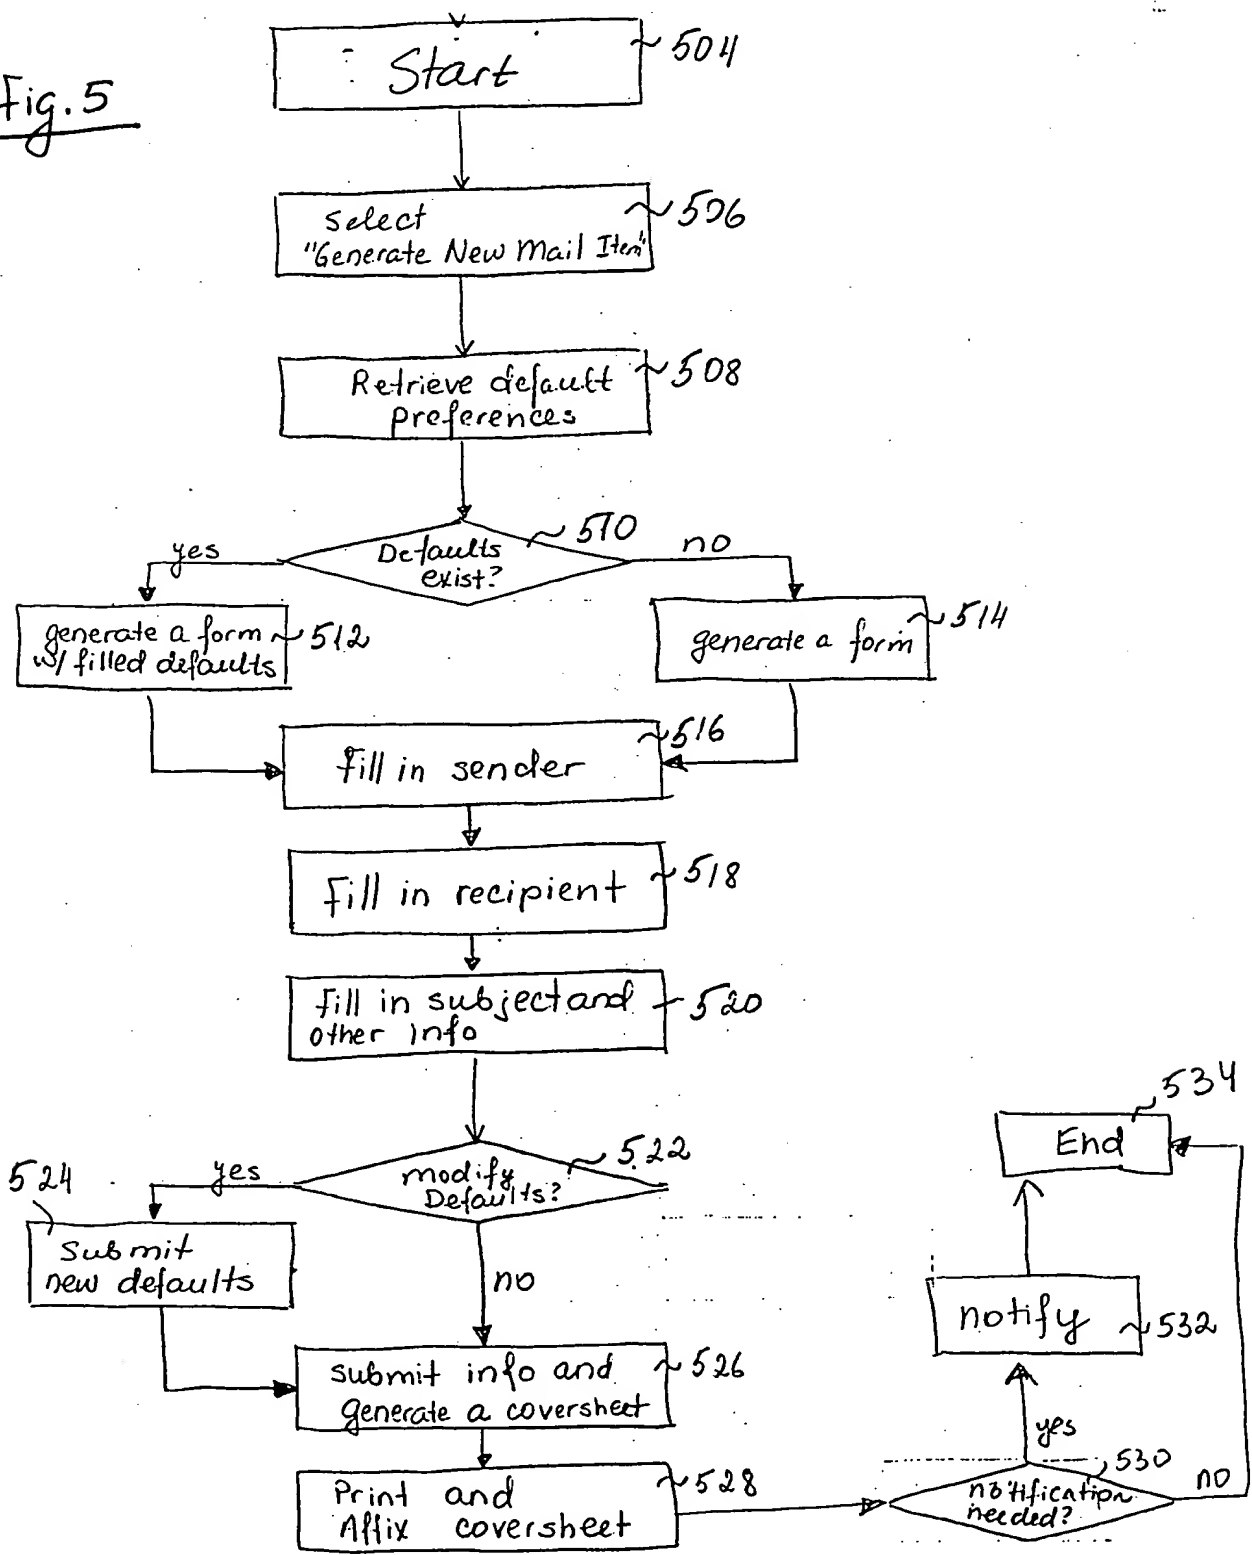 Fig. 5
Start
504
Select
506
"Generate New Mail Item"
Retrieve default
preferences
508
510
Defaults
exist?
yes
no
generate a form
w/ filled defaults
512
generate a form
514
516
fill in sender
fill in recipient
518
fill in subject and
other info
520
522
modify
Defaults?
yes
524
Submit
new defaults
no
submit info and
generate a coversheet
526
Print and
Affix coversheet
528
530
notification
needed?
yes
no
notify
532
534
End